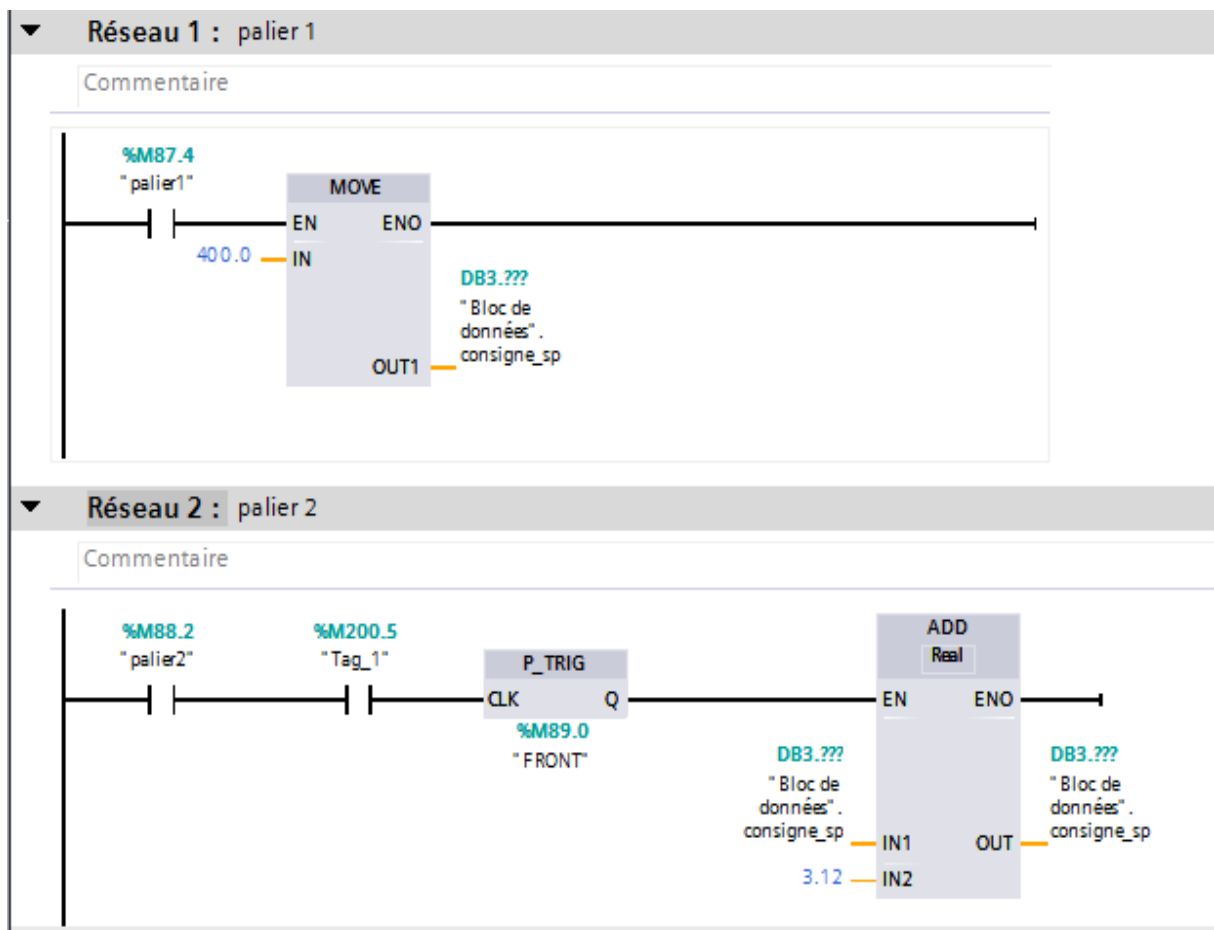 Réseau 1 : palier 1
Commentaire
%M87.4
"palier1"
MOVE
EN ENO
400.0 IN
DB3.???
"Bloc de
données".
consigne_sp
OUT1
Réseau 2 : palier 2
Commentaire
%M88.2
"palier2"
%M200.5
"Tag_1"
P_TRIG
CLK Q
%M89.0
"FRONT"
ADD
Real
EN ENO
DB3.???
"Bloc de
données".
consigne_sp
IN1
3.12 IN2
OUT
DB3.???
"Bloc de
données".
consigne_sp